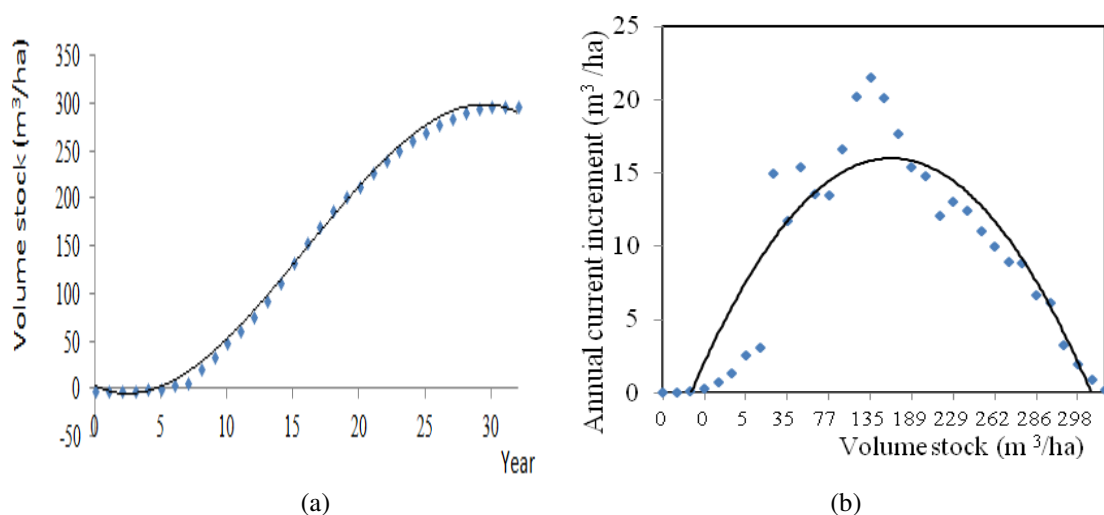 Volume stock (m³/ha)
350
300
250
200
150
100
50
0
-50
0 5 10 15 20 25 30
Year
(a)
Annual current increment (m³ /ha)
25
20
15
10
5
0
0 0 5 35 77 135 189 229 262 286 298
Volume stock (m³/ha)
(b)